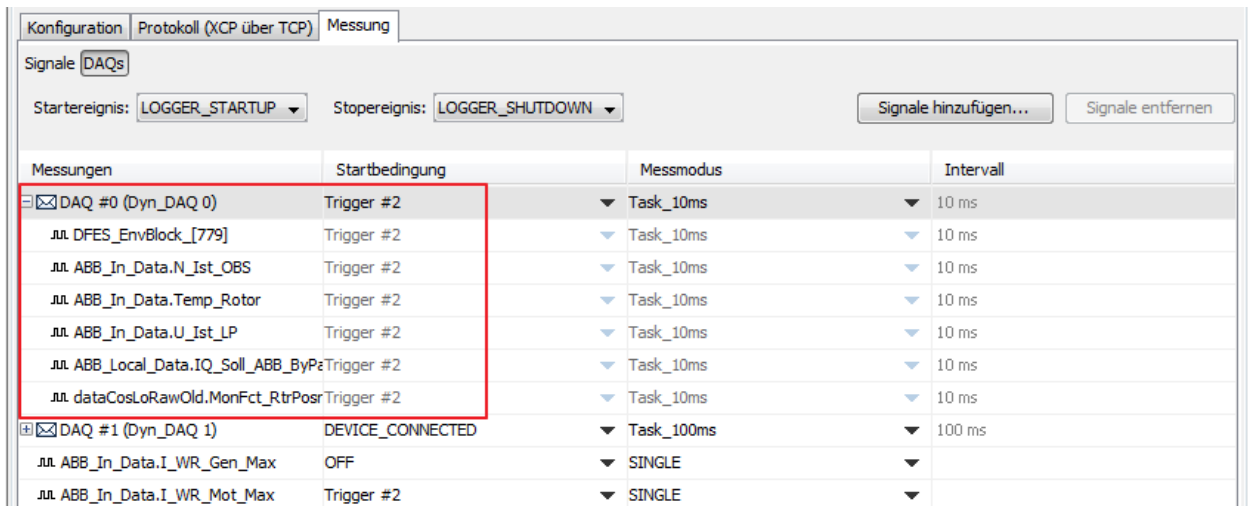 Konfiguration Protokoll (XCP über TCP) Messung
Signale DAQs
Startereignis: LOGGER_STARTUP Stopereignis: LOGGER_SHUTDOWN Signale hinzufügen... Signale entfernen
Messungen Startbedingung Messmodus Intervall
DAQ #0 (Dyn_DAQ 0) Trigger #2 Task_10ms 10 ms
DFES_EnvBlock_[779] Trigger #2 Task_10ms 10 ms
ABB_In_Data.N_Ist_OBS Trigger #2 Task_10ms 10 ms
ABB_In_Data.Temp_Rotor Trigger #2 Task_10ms 10 ms
ABB_In_Data.U_Ist_LP Trigger #2 Task_10ms 10 ms
ABB_Local_Data.IQ_Soll_ABB_ByPa Trigger #2 Task_10ms 10 ms
dataCosLoRawOld.MonFct_RtrPosr Trigger #2 Task_10ms 10 ms
DAQ #1 (Dyn_DAQ 1) DEVICE_CONNECTED Task_100ms 100 ms
ABB_In_Data.I_WR_Gen_Max OFF SINGLE
ABB_In_Data.I_WR_Mot_Max Trigger #2 SINGLE